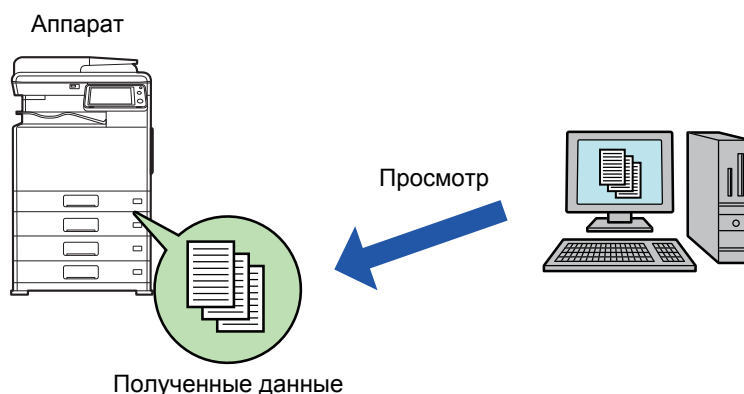 Аппарат
Просмотр
Полученные данные